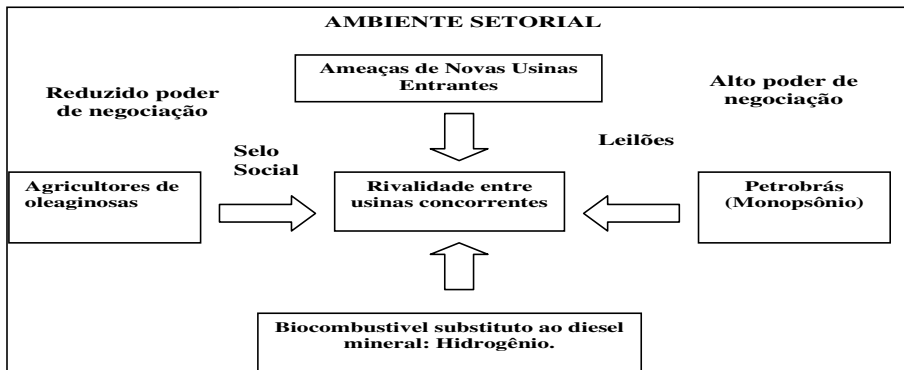 AMBIENTE SETORIAL
Ameaças de Novas Usinas
Entrantes
Reduzido poder
de negociação
Alto poder de
negociação
Selo
Social
Leilões
Agricultores de
oleaginosas
Rivalidade entre
usinas concorrentes
Petrobrás
(Monopsônio)
Biocombustivel substituto ao diesel
mineral: Hidrogênio.